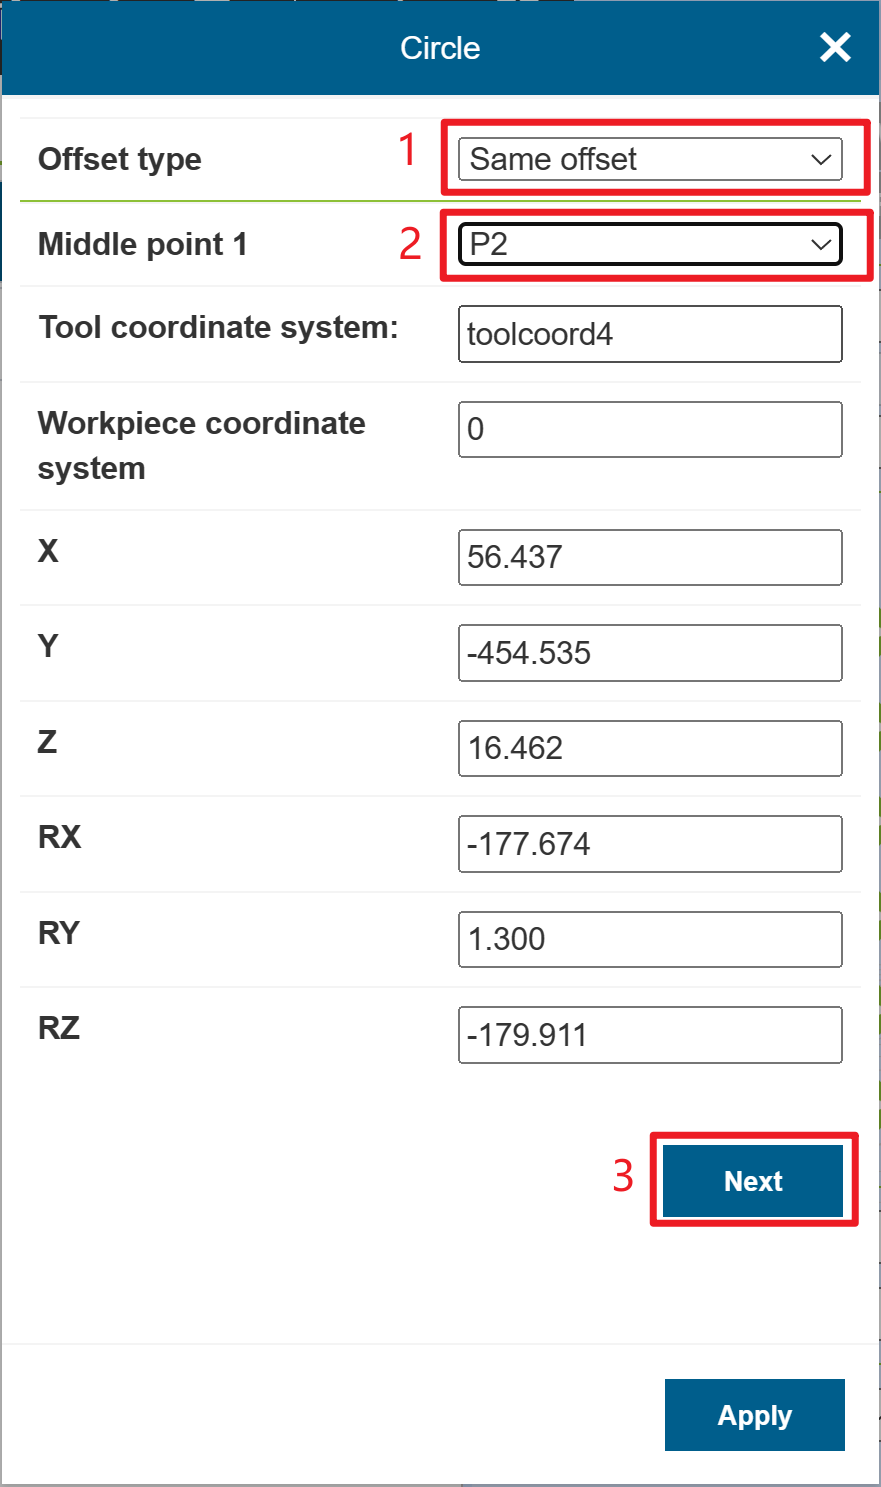 Circle
Offset type 1 Same offset
Middle point 1 2 P2
Tool coordinate system: toolcoord4
Workpiece coordinate
system
0
X 56.437
Y -454.535
Z 16.462
RX -177.674
RY 1.300
RZ -179.911
3 Next
Apply